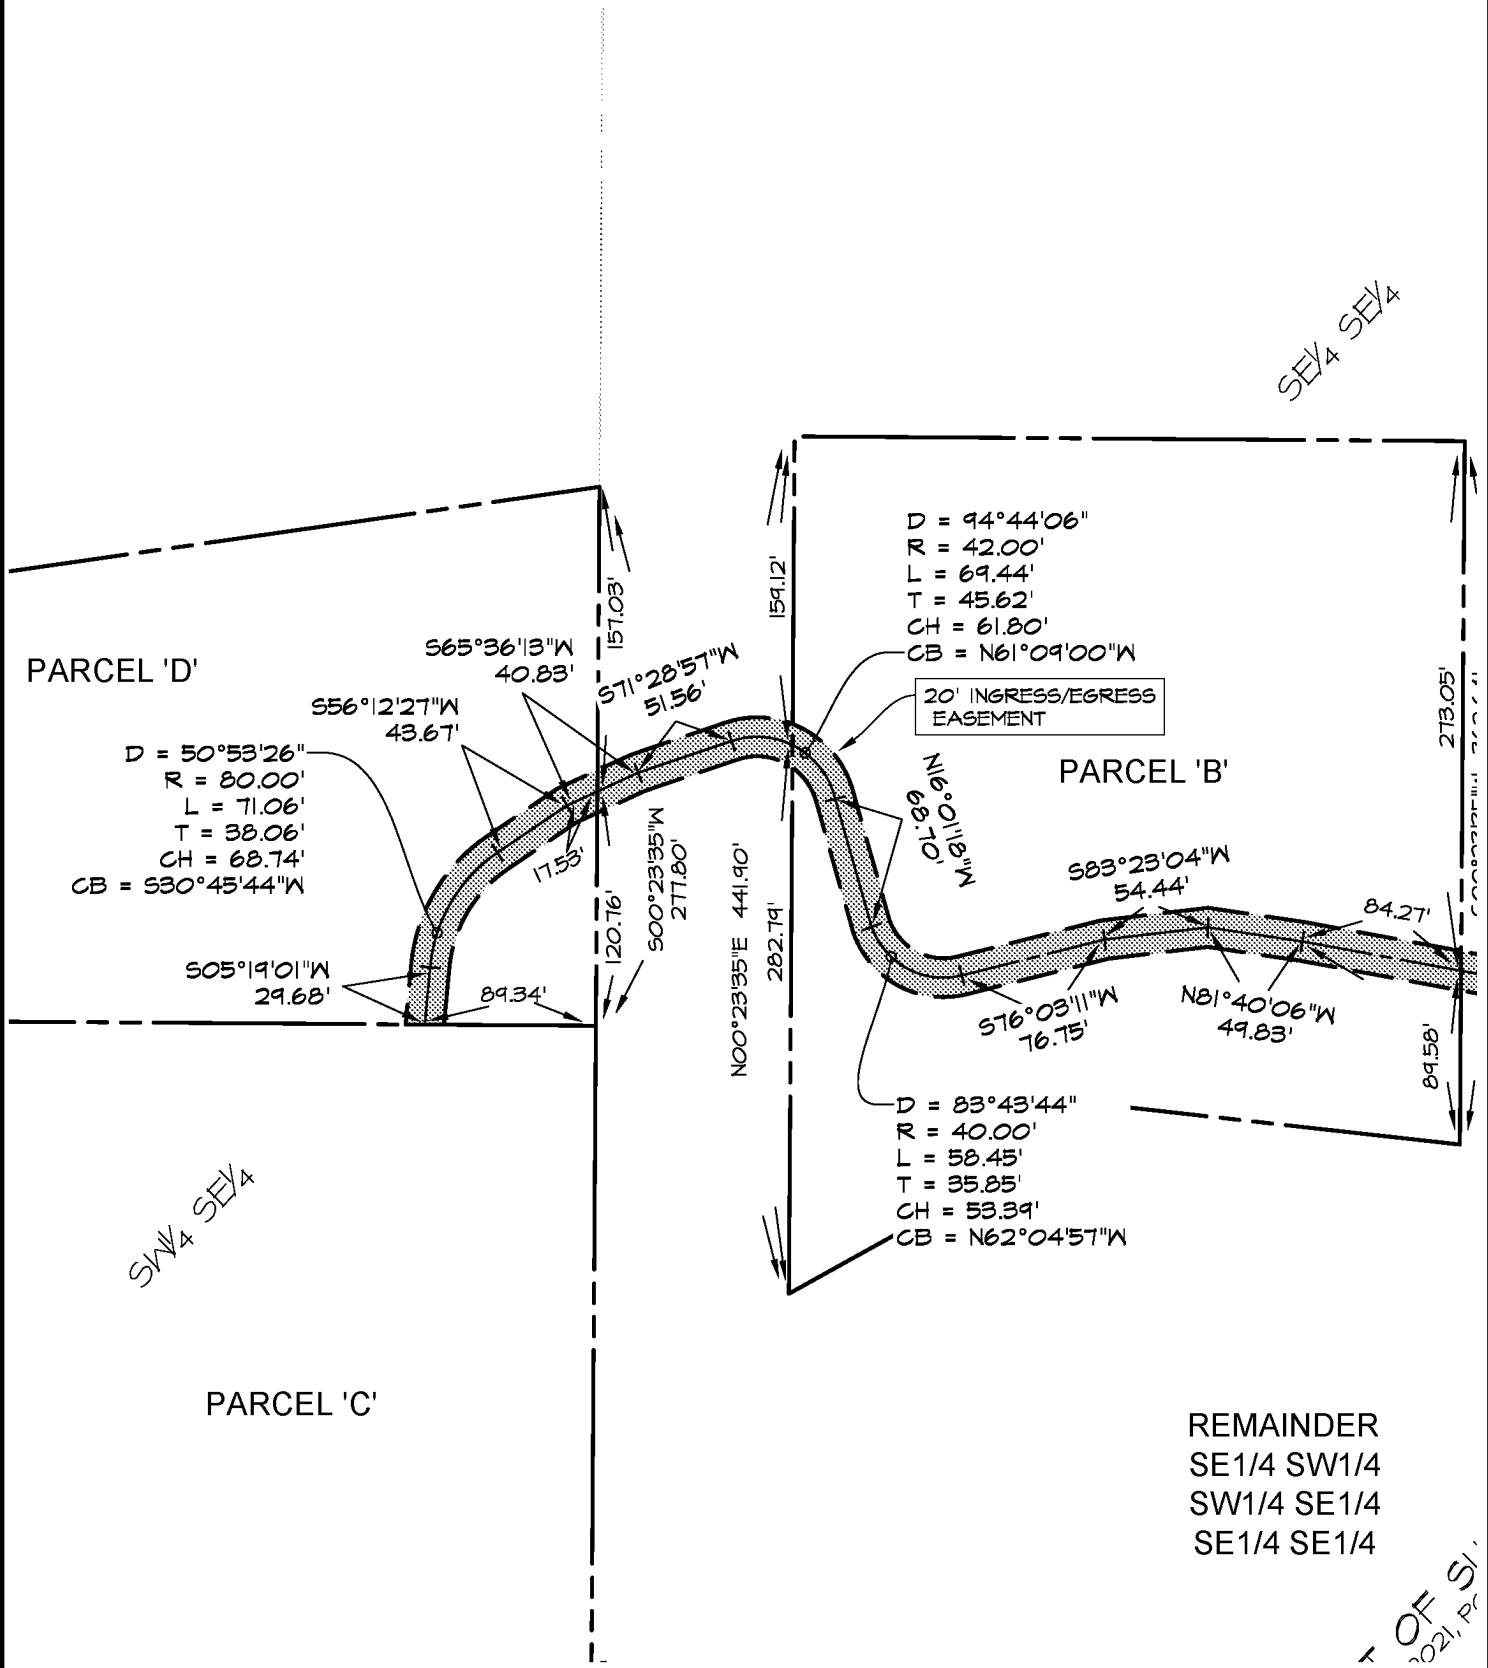 SE1/4 SE1/4
D = 94°44'06"
R = 42.00'
L = 69.44'
T = 45.62'
CH = 61.80'
CB = N61°09'00"W
159.12'
157.03'
273.05'
PARCEL 'D'
S65°36'13"W
40.83'
S71°28'57"W
51.56'
20' INGRESS/EGRESS
EASEMENT
S56°12'27"W
43.67'
PARCEL 'B'
D = 50°53'26"
R = 80.00'
L = 71.06'
T = 38.06'
CH = 68.74'
CB = S30°45'44"W
N16°01'18"W
68.70'
17.53'
S83°23'04"W
54.44'
84.27'
120.76'
S00°23'35"W
277.80'
N00°23'35"E 441.90'
282.79'
S05°19'01"W
29.68'
89.34'
S76°03'11"W
76.75'
N81°40'06"W
49.83'
89.58'
D = 83°43'44"
R = 40.00'
L = 58.45'
T = 35.85'
CH = 53.39'
CB = N62°04'57"W
SW1/4 SE1/4
PARCEL 'C'
REMAINDER
SE1/4 SW1/4
SW1/4 SE1/4
SE1/4 SE1/4
OF